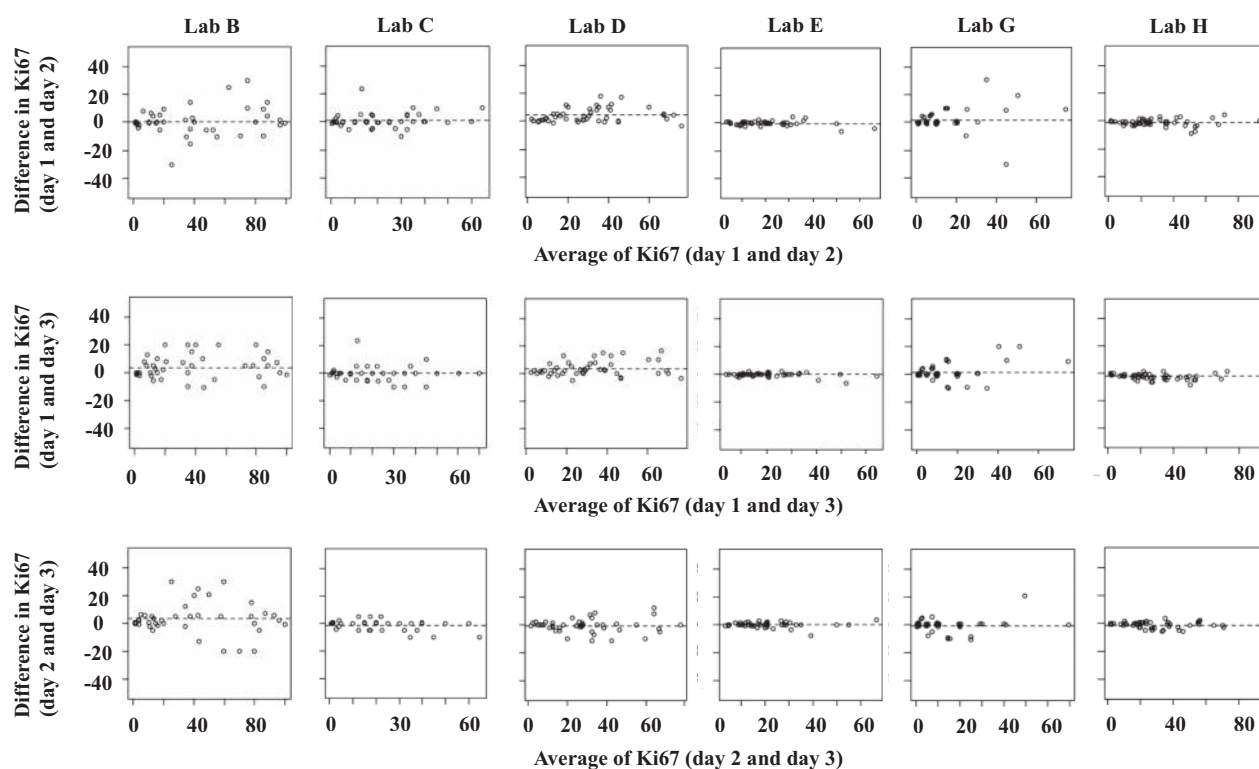 Lab B Lab C Lab D Lab E Lab G Lab H
Difference in Ki67
(day 1 and day 2)
40
20
0
-20
-40
0 40 80 0 30 60 0 20 40 60 0 20 40 60 0 20 40 60 0 40 80
Average of Ki67 (day 1 and day 2)
Difference in Ki67
(day 1 and day 3)
40
20
0
-20
-40
0 40 80 0 30 60 0 20 40 60 0 20 40 60 0 20 40 60 0 20 40 60 80
Average of Ki67 (day 1 and day 3)
Difference in Ki67
(day 2 and day 3)
40
20
0
-20
-40
0 40 80 0 30 60 0 20 40 60 80 0 20 40 60 0 20 40 60 0 20 40 60 80
Average of Ki67 (day 2 and day 3)